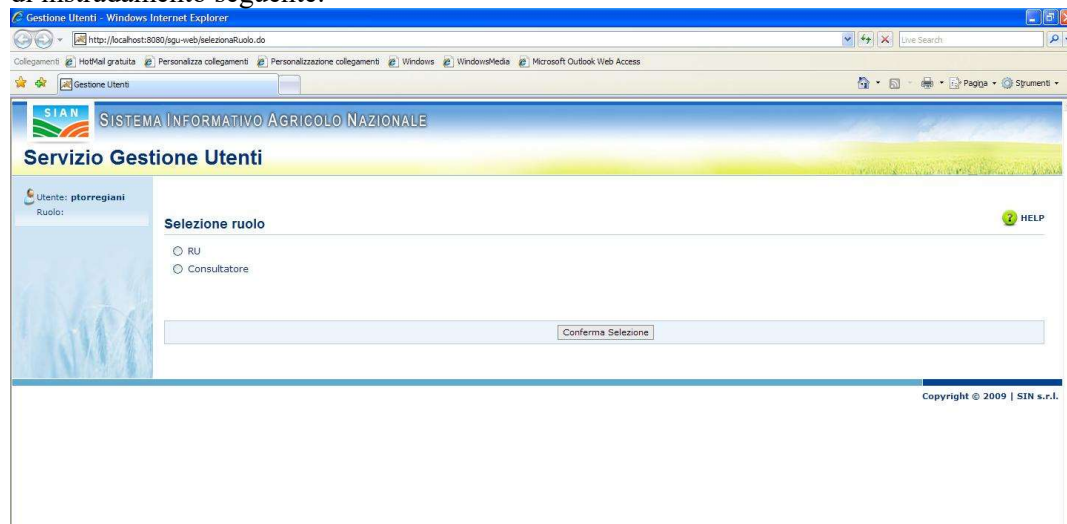 di instradamento seguente:
Gestione Utenti - Windows Internet Explorer
http://localhost:8080/sgu-web/selezionaRuolo.do
Live Search
Collegamenti HotMail gratuita Personalizza collegamenti Personalizzazione collegamenti Windows WindowsMedia Microsoft Outlook Web Access
Gestione Utenti
Pagina Strumenti
SIAN SISTEMA INFORMATIVO AGRICOLO NAZIONALE
Servizio Gestione Utenti
Utente: ptorregiani
Ruolo:
Selezione ruolo
HELP
RU
Consultatore
Conferma Selezione
Copyright © 2009 | SIN s.r.l.